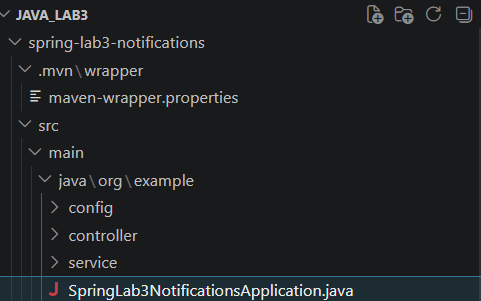 JAVA_LAB3
spring-lab3-notifications
.mvn\wrapper
maven-wrapper.properties
src
main
java\org\example
config
controller
service
J SpringLab3NotificationsApplication.java